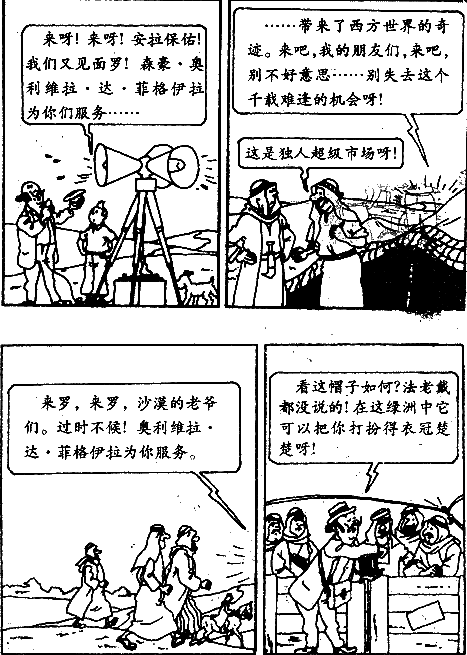 来呀！来呀！安拉保佑！
我们又见面罗！森豪·奥
利维拉·达·菲格伊拉
为你们服务……
……带来了西方世界的奇
迹。来吧，我的朋友们，来吧，
别不好意思……别失去这个
千载难逢的机会呀！
这是独人超级市场呀！
来罗，来罗，沙漠的老爷
们。过时不候！奥利维拉·
达·菲格伊拉为你服务。
看这帽子如何？法老戴
都没说的！在这绿洲中它
可以把你打扮得衣冠楚
楚呀！